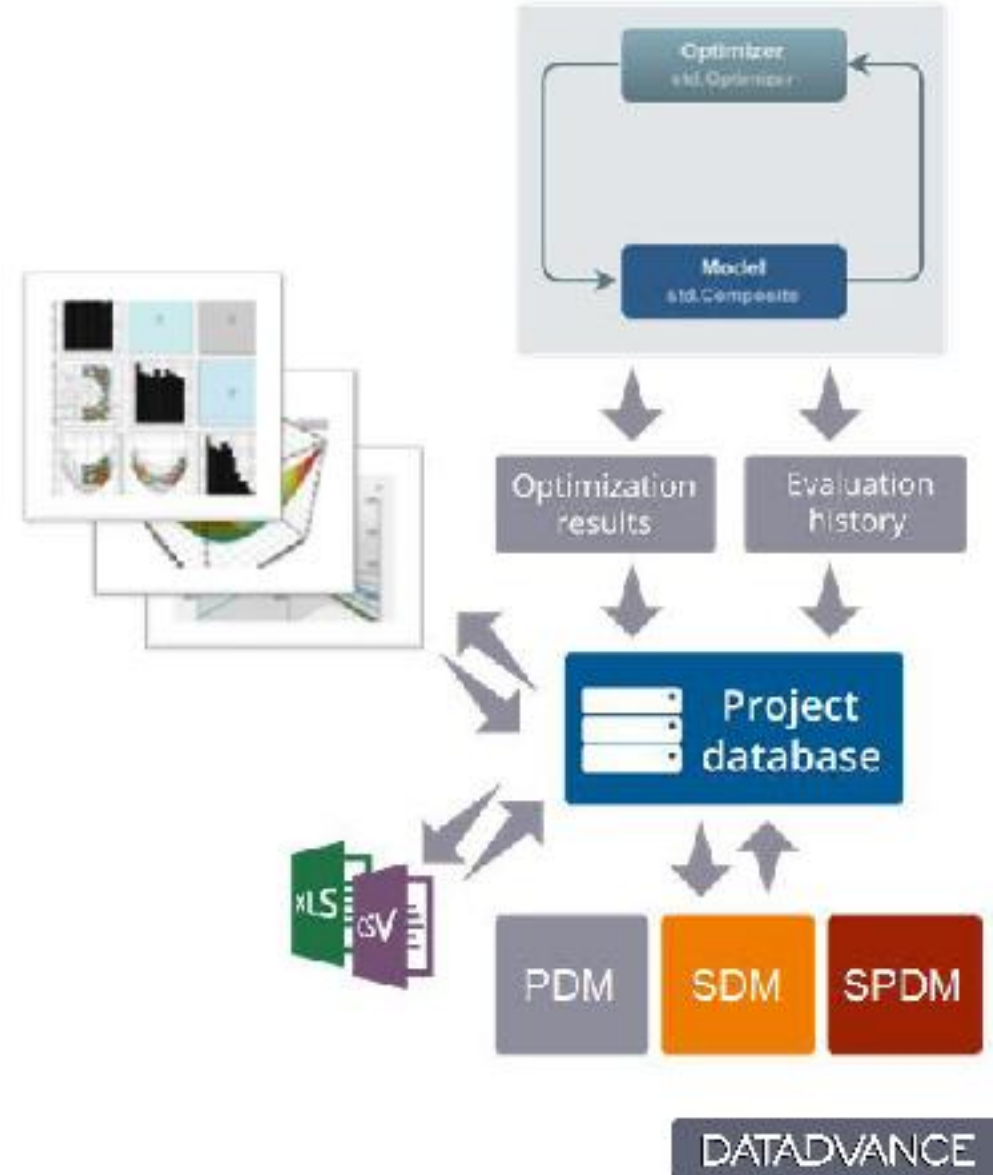 Optimizer
std.Optimizer
Model
std.Composite
Optimization
results
Evaluation
history
Project
database
XLS
CSV
PDM
SDM
SPDM
DATADVANCE